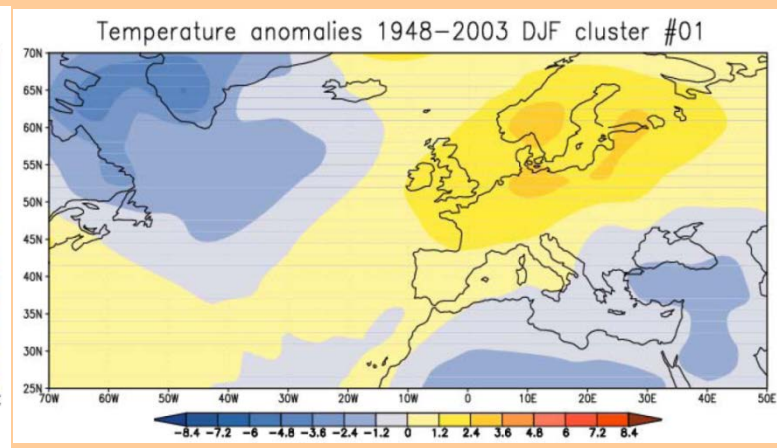 Temperature anomalies 1948-2003 DJF cluster #01
70N
65N
60N
55N
50N
45N
40N
35N
30N
25N
70W 60W 50W 40W 30W 20W 10W 0 10E 20E 30E 40E 50E
-8.4 -7.2 -6 -4.8 -3.6 -2.4 -1.2 0 1.2 2.4 3.6 4.8 6 7.2 8.4